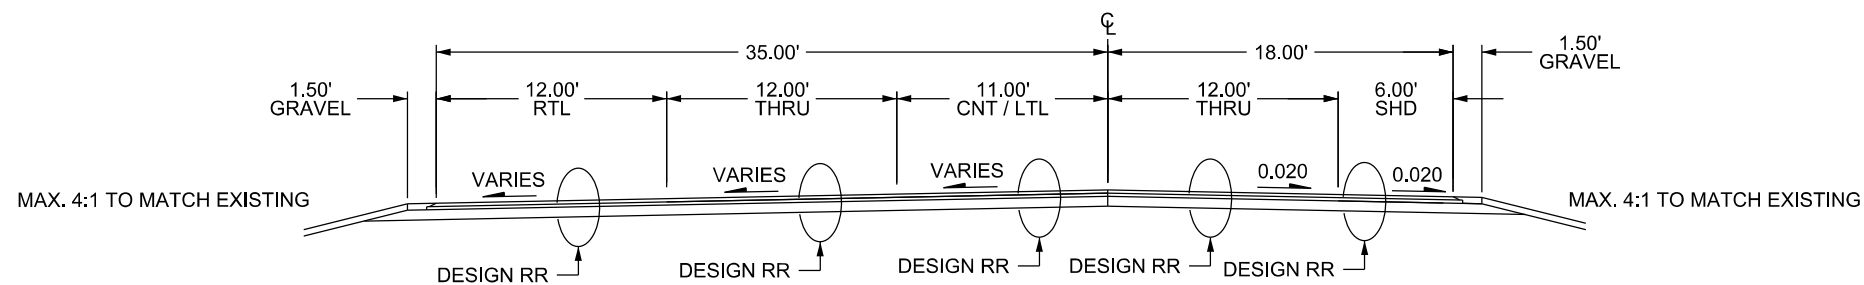 ℄
35.00'
18.00'
1.50'
GRAVEL
1.50'
GRAVEL
12.00'
RTL
12.00'
THRU
11.00'
CNT / LTL
12.00'
THRU
6.00'
SHD
VARIES
VARIES
VARIES
0.020
0.020
MAX. 4:1 TO MATCH EXISTING
MAX. 4:1 TO MATCH EXISTING
DESIGN RR
DESIGN RR
DESIGN RR
DESIGN RR
DESIGN RR